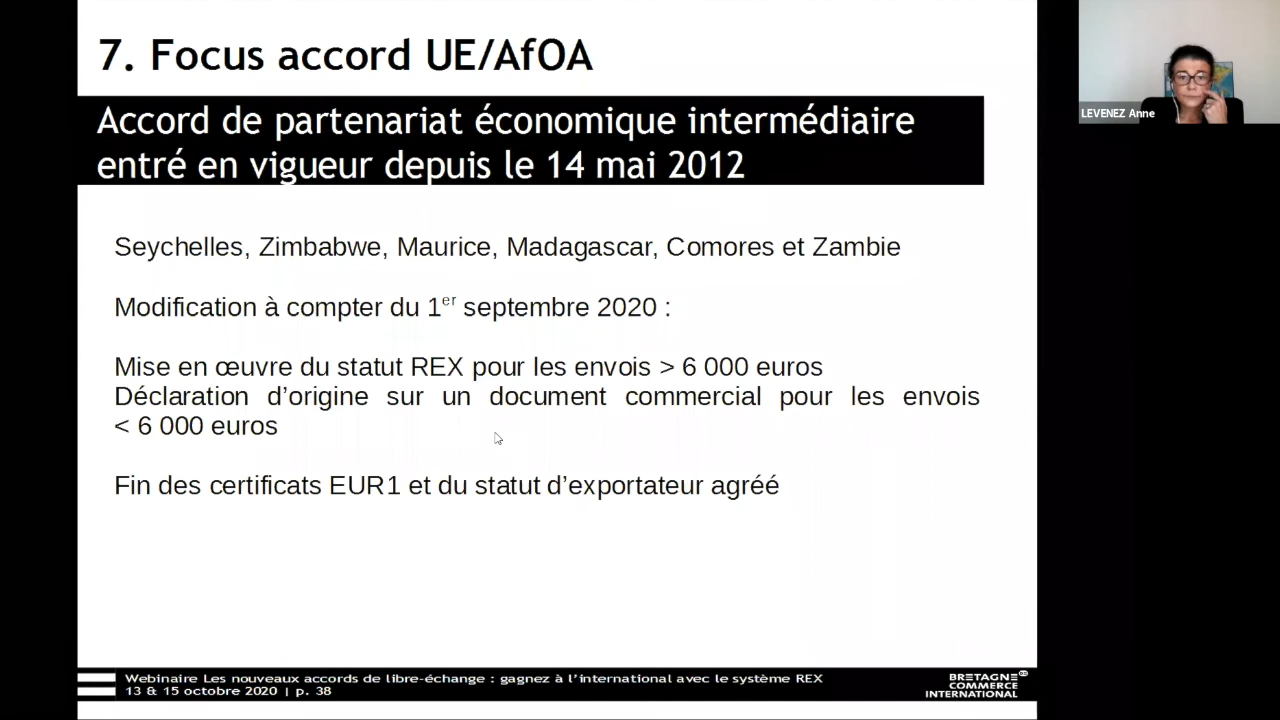 7. Focus accord UE/AfOA
Accord de partenariat économique intermédiaire
entré en vigueur depuis le 14 mai 2012
Seychelles, Zimbabwe, Maurice, Madagascar, Comores et Zambie
Modification à compter du 1er septembre 2020 :
Mise en œuvre du statut REX pour les envois > 6 000 euros
Déclaration d’origine sur un document commercial pour les envois
< 6 000 euros
Fin des certificats EUR1 et du statut d’exportateur agréé
Webinaire Les nouveaux accords de libre-échange : gagnez à l’international avec le système REX
13 & 15 octobre 2020 | p. 38
BRETAGNE
COMMERCE
INTERNATIONAL
LEVENEZ Anne